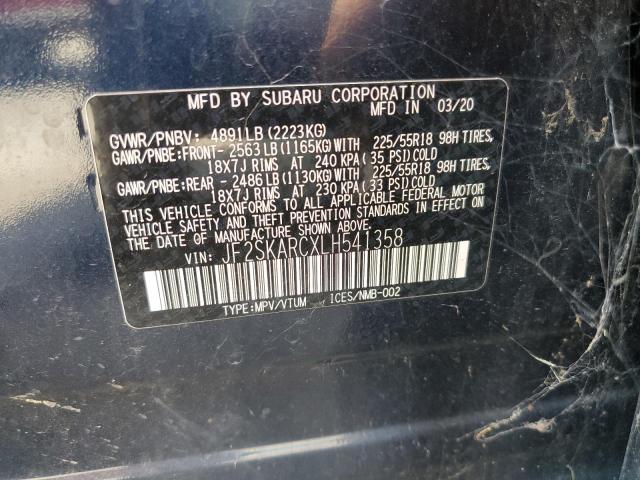 MFD BY SUBARU CORPORATION
MFD IN 03/20
GVWR/PNBV: 4891LB(2223KG)
GAWR/PNBE:FRONT- 2563LB(1165KG)WITH 225/55R18 98H TIRES,
18X7J RIMS AT 240 KPA(35 PSI)COLD
GAWR/PNBE:REAR - 2486LB(1130KG)WITH 225/55R18 98H TIRES,
18X7J RIMS AT 230 KPA(33 PSI)COLD
THIS VEHICLE CONFORMS TO ALL APPLICABLE FEDERAL MOTOR
VEHICLE SAFETY AND THEFT PREVENTION STANDARDS IN EFFECT
ON THE DATE OF MANUFACTURE SHOWN ABOVE.
VIN: JF2SKARCXLH541358
TYPE:MPV/VTUM ICES/NMB-002